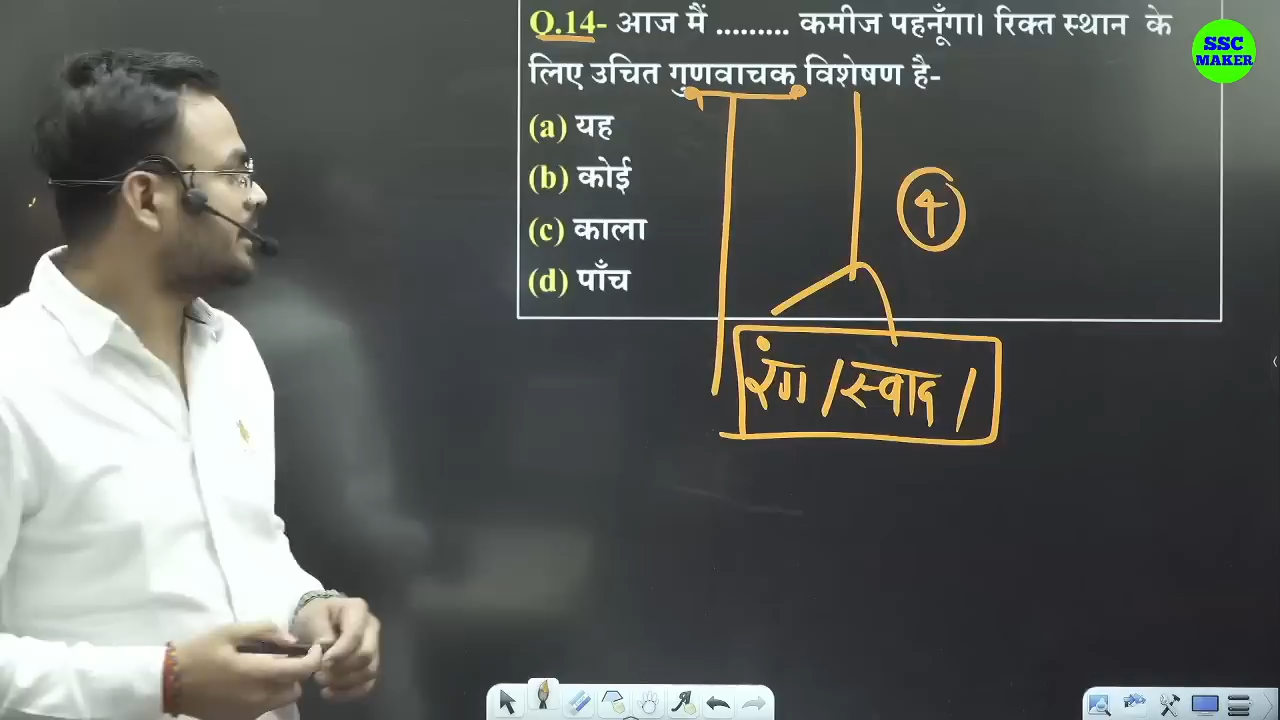 Q.14- आज मैं ......... कमीज पहनूँगा। रिक्त स्थान के
लिए उचित गुणवाचक विशेषण है-
(a) यह
(b) कोई
(c) काला
(d) पाँच
4
रंग / स्वाद /
SSC
MAKER